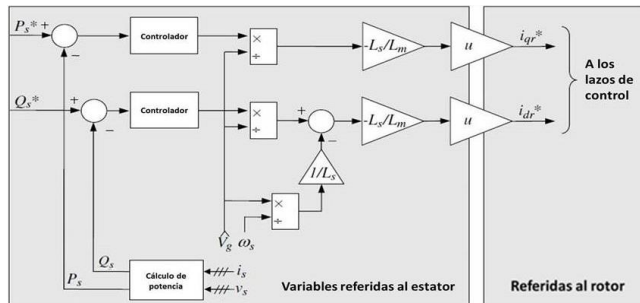 P_s* + −
Controlador
× ÷
-L_s/L_m
u
i_qr*
Q_s* + −
Controlador
× ÷
+ −
-L_s/L_m
u
i_dr*
A los
lazos de
control
1/L_s
× ÷
V̂_g ω_s
Q_s
P_s
Cálculo de
potencia
i_s
v_s
Variables referidas al estator
Referidas al rotor